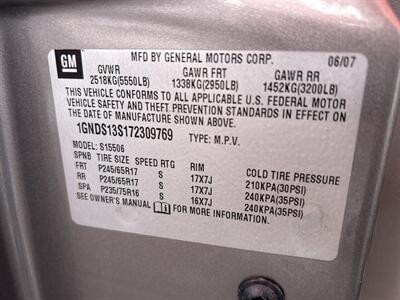 GM
MFD BY GENERAL MOTORS CORP. 06/07
GVWR GAWR FRT GAWR RR
2518KG(5550LB) 1338KG(2950LB) 1452KG(3200LB)
THIS VEHICLE CONFORMS TO ALL APPLICABLE U.S. FEDERAL MOTOR
VEHICLE SAFETY AND THEFT PREVENTION STANDARDS IN EFFECT ON
THE DATE OF MANUFACTURE SHOWN ABOVE.
1GNDS13S172309769 TYPE: M.P.V.
MODEL: S15506
SPNB TIRE SIZE SPEED RTG RIM COLD TIRE PRESSURE
FRT P245/65R17 S 17X7J 210KPA(30PSI)
RR P245/65R17 S 17X7J 240KPA(35PSI)
SPA P235/75R16 S 16X7J 240KPA(35PSI)
SEE OWNER'S MANUAL i FOR MORE INFORMATION.